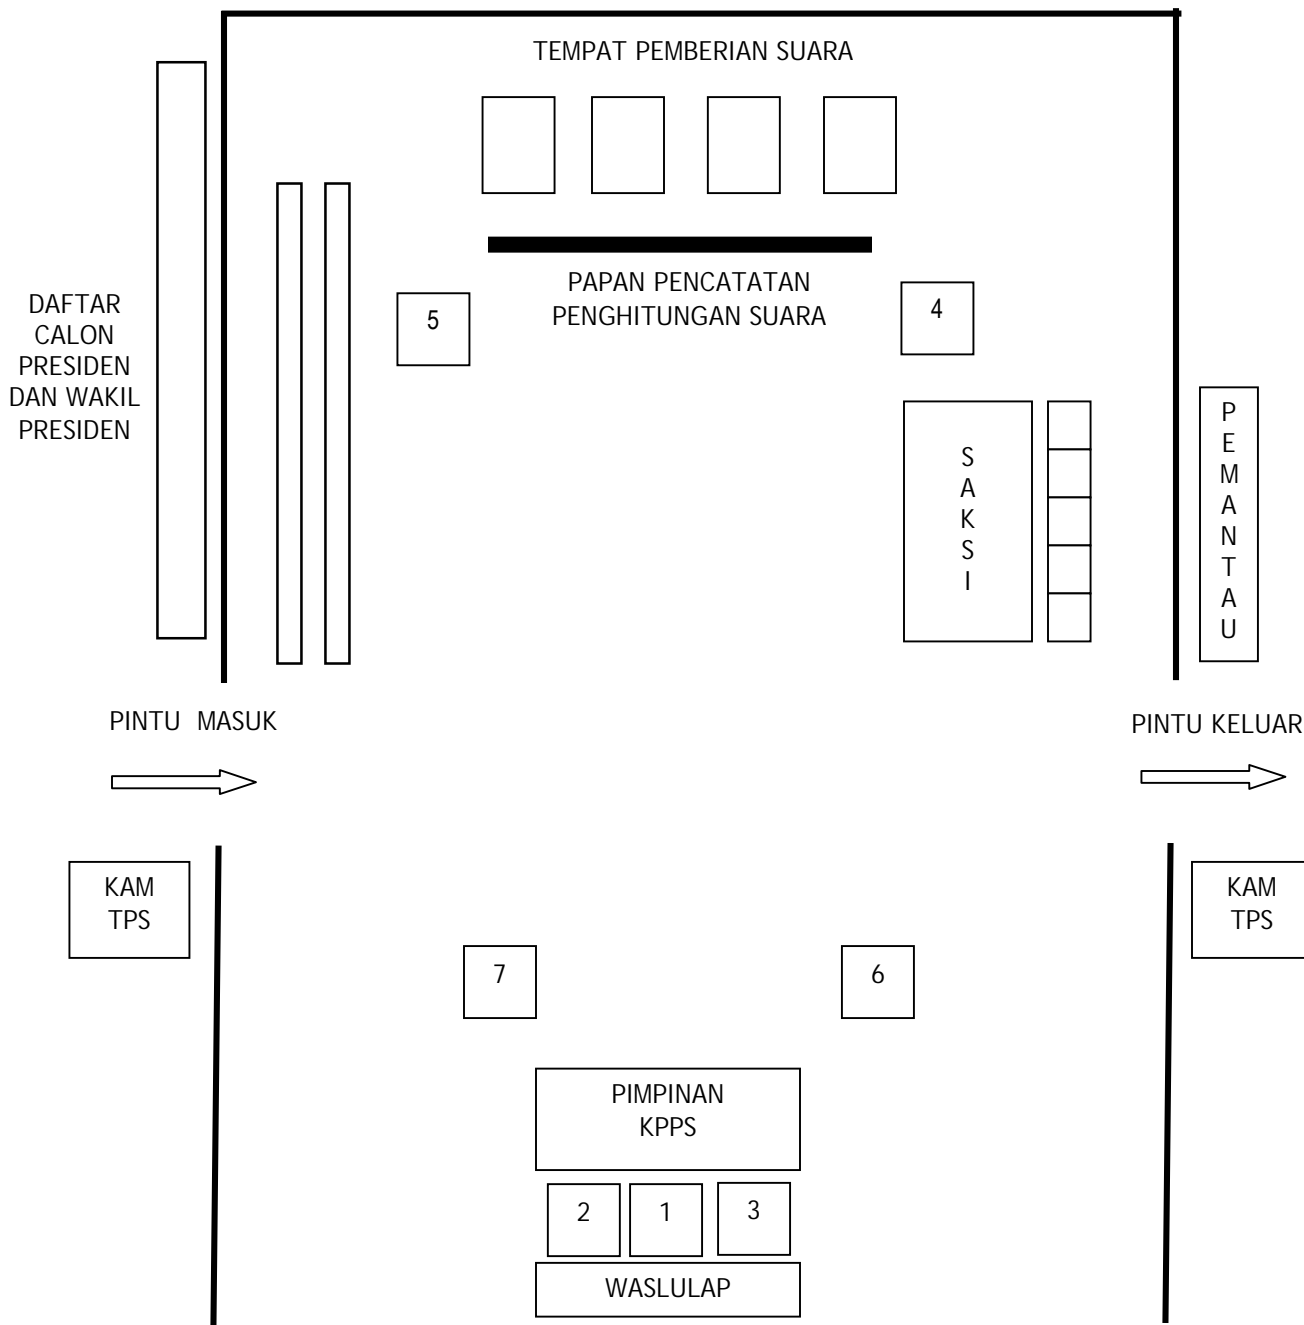 TEMPAT PEMBERIAN SUARA
PAPAN PENCATATAN
PENGHITUNGAN SUARA
5
4
DAFTAR
CALON
PRESIDEN
DAN WAKIL
PRESIDEN
S
A
K
S
I
P
E
M
A
N
T
A
U
PINTU MASUK
PINTU KELUAR
KAM
TPS
KAM
TPS
7
6
PIMPINAN
KPPS
2
1
3
WASLULAP